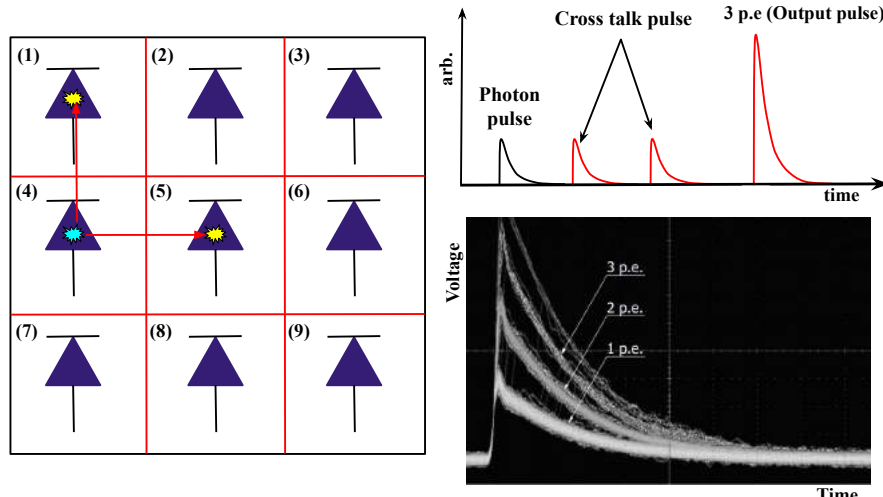 (1)
(2)
(3)
(4)
(5)
(6)
(7)
(8)
(9)
arb.
Cross talk pulse
3 p.e (Output pulse)
Photon
pulse
time
Voltage
3 p.e.
2 p.e.
1 p.e.
Time